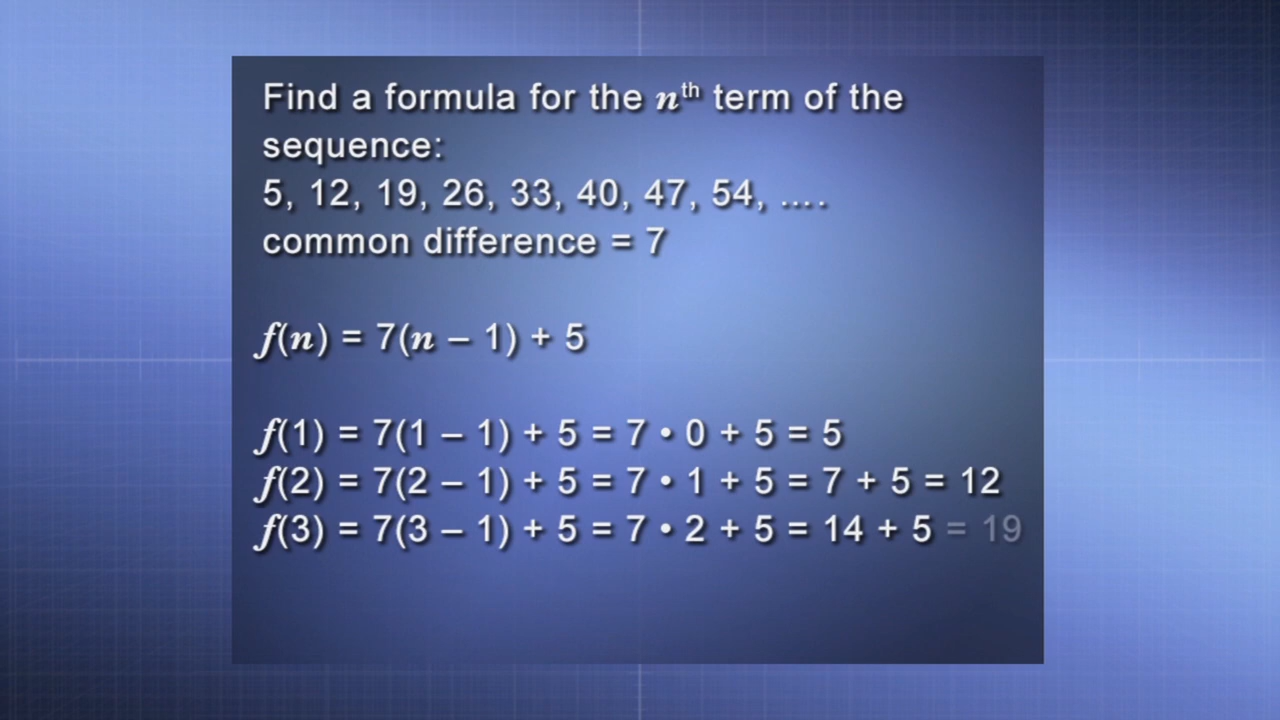 Find a formula for the nth term of the
sequence:
5, 12, 19, 26, 33, 40, 47, 54, ....
common difference = 7
f(n) = 7(n – 1) + 5
f(1) = 7(1 – 1) + 5 = 7 • 0 + 5 = 5
f(2) = 7(2 – 1) + 5 = 7 • 1 + 5 = 7 + 5 = 12
f(3) = 7(3 – 1) + 5 = 7 • 2 + 5 = 14 + 5 = 19